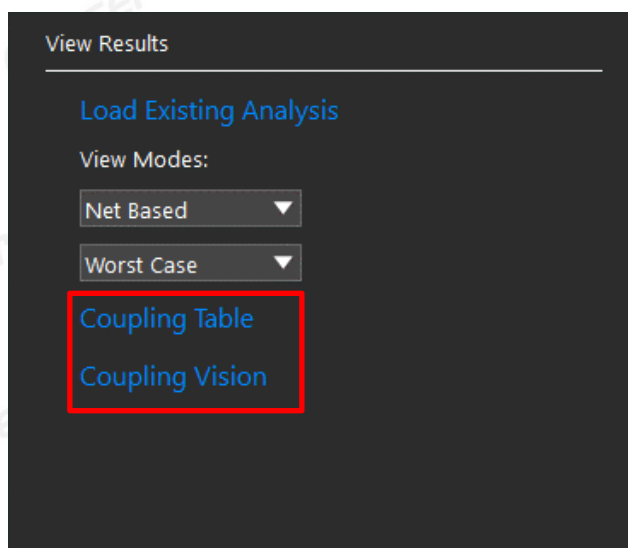 View Results
Load Existing Analysis
View Modes:
Net Based
Worst Case
Coupling Table
Coupling Vision